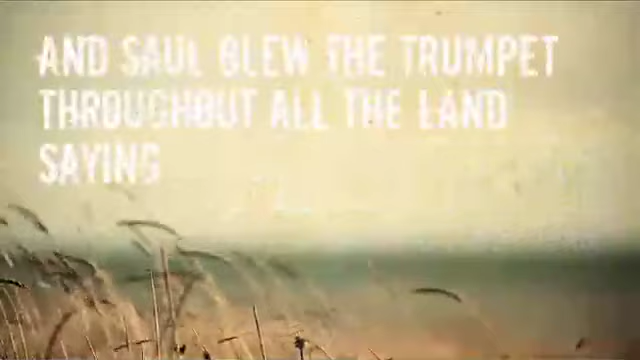 AND SAUL BLEW THE TRUMPET
THROUGHOUT ALL THE LAND
SAYING